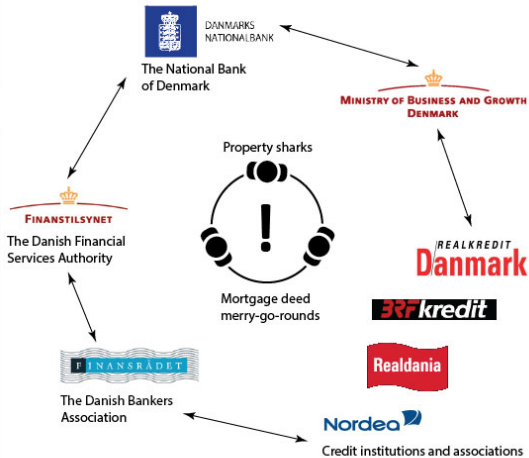 DANMARKS
NATIONALBANK
The National Bank
of Denmark
MINISTRY OF BUSINESS AND GROWTH
DENMARK
Property sharks
!
FINANSTILSYNET
The Danish Financial
Services Authority
REALKREDIT
Danmark
Mortgage deed
merry-go-rounds
BRFkredit
FINANSRÅDET
Realdania
The Danish Bankers
Association
Nordea
Credit institutions and associations